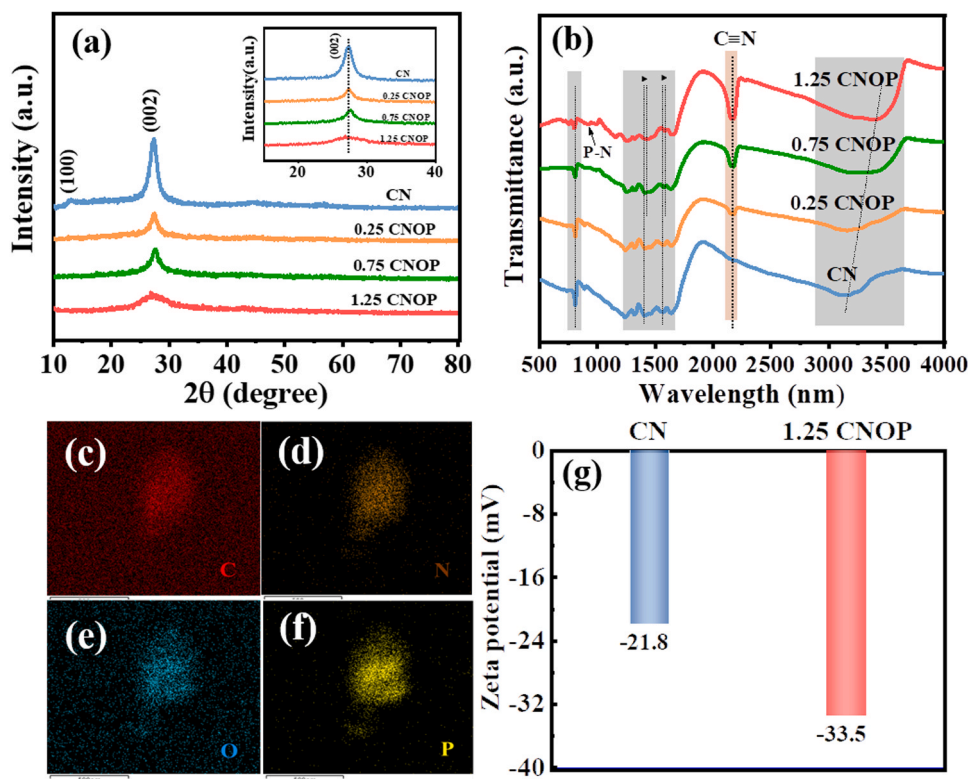 (a)
Intensity (a.u.)
(100)
(002)
CN
0.25 CNOP
0.75 CNOP
1.25 CNOP
10 20 30 40 50 60 70 80
2θ (degree)
Intensity(a.u.)
(002)
CN
0.25 CNOP
0.75 CNOP
1.25 CNOP
20 30 40
(b)
C≡N
Transmittance (a.u.)
1.25 CNOP
P-N
0.75 CNOP
0.25 CNOP
CN
500 1000 1500 2000 2500 3000 3500 4000
Wavelength (nm)
(c)
C
(d)
N
(e)
O
(f)
P
CN 1.25 CNOP
(g)
Zeta potential (mV)
0
-8
-16
-24
-32
-40
-21.8
-33.5